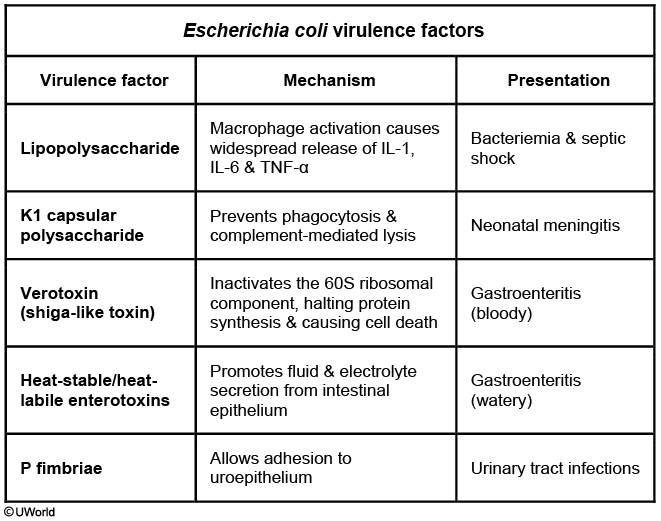 Escherichia coli virulence factors
Virulence factor
Mechanism
Presentation
Lipopolysaccharide
Macrophage activation causes
widespread release of IL-1,
IL-6 & TNF-α
Bacteriemia & septic
shock
K1 capsular
polysaccharide
Prevents phagocytosis &
complement-mediated lysis
Neonatal meningitis
Verotoxin
(shiga-like toxin)
Inactivates the 60S ribosomal
component, halting protein
synthesis & causing cell death
Gastroenteritis
(bloody)
Heat-stable/heat-
labile enterotoxins
Promotes fluid & electrolyte
secretion from intestinal
epithelium
Gastroenteritis
(watery)
P fimbriae
Allows adhesion to
uroepithelium
Urinary tract infections
©UWorld